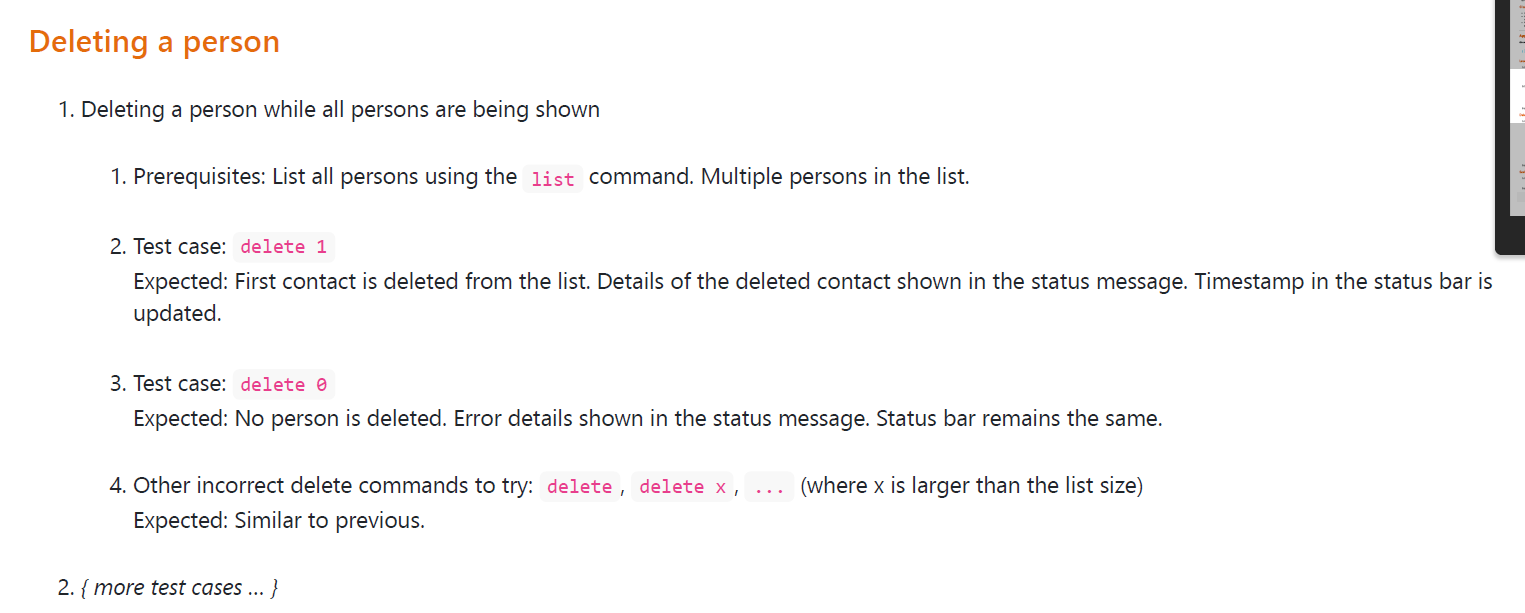 Deleting a person
1. Deleting a person while all persons are being shown
1. Prerequisites: List all persons using the list command. Multiple persons in the list.
2. Test case: delete 1
Expected: First contact is deleted from the list. Details of the deleted contact shown in the status message. Timestamp in the status bar is
updated.
3. Test case: delete 0
Expected: No person is deleted. Error details shown in the status message. Status bar remains the same.
4. Other incorrect delete commands to try: delete, delete x, ... (where x is larger than the list size)
Expected: Similar to previous.
2. { more test cases … }